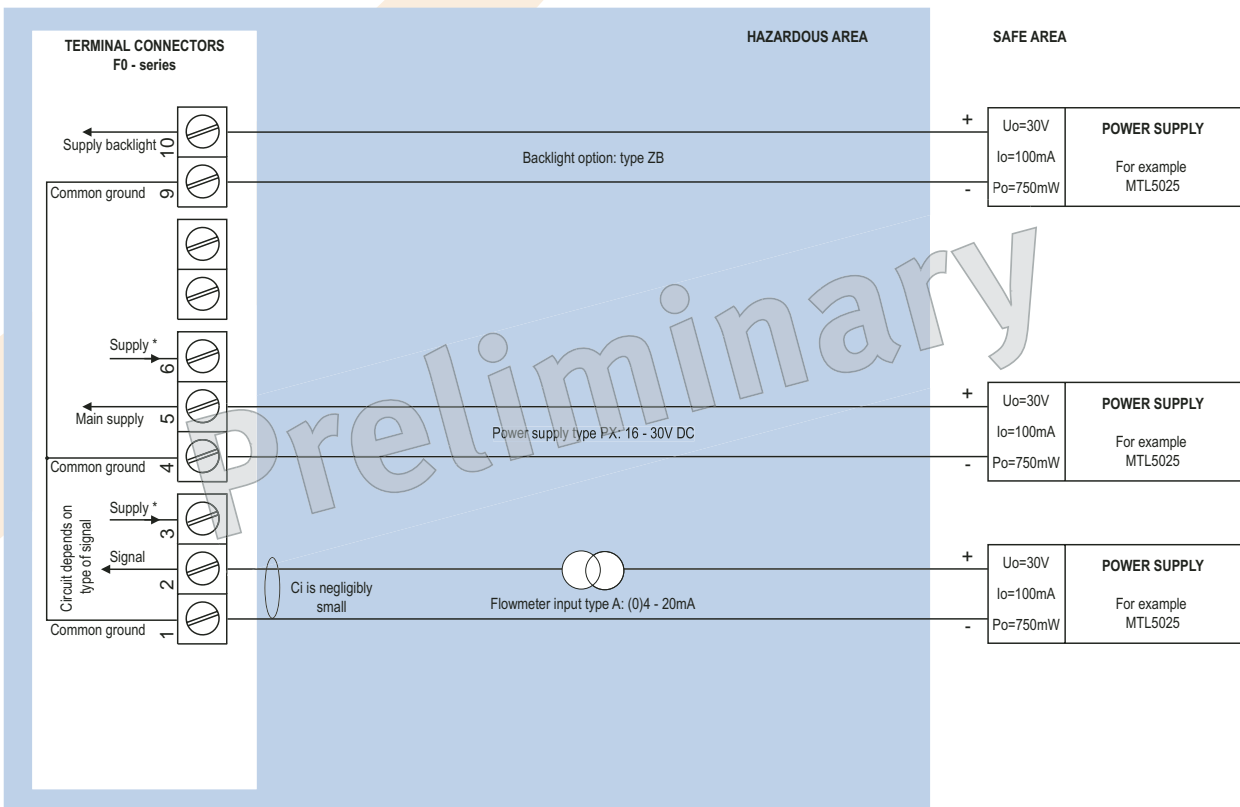 TERMINAL CONNECTORS
F0 - series
HAZARDOUS AREA
SAFE AREA
Supply backlight
10
Common ground
9
Backlight option: type ZB
+
-
Uo=30V
Io=100mA
Po=750mW
POWER SUPPLY
For example
MTL5025
Supply *
6
Main supply
5
Common ground
4
Power supply type PX: 16 - 30V DC
+
-
Uo=30V
Io=100mA
Po=750mW
POWER SUPPLY
For example
MTL5025
Preliminary
Circuit depends on
type of signal
Supply *
3
Signal
2
Common ground
1
Ci is negligibly
small
Flowmeter input type A: (0)4 - 20mA
+
-
Uo=30V
Io=100mA
Po=750mW
POWER SUPPLY
For example
MTL5025